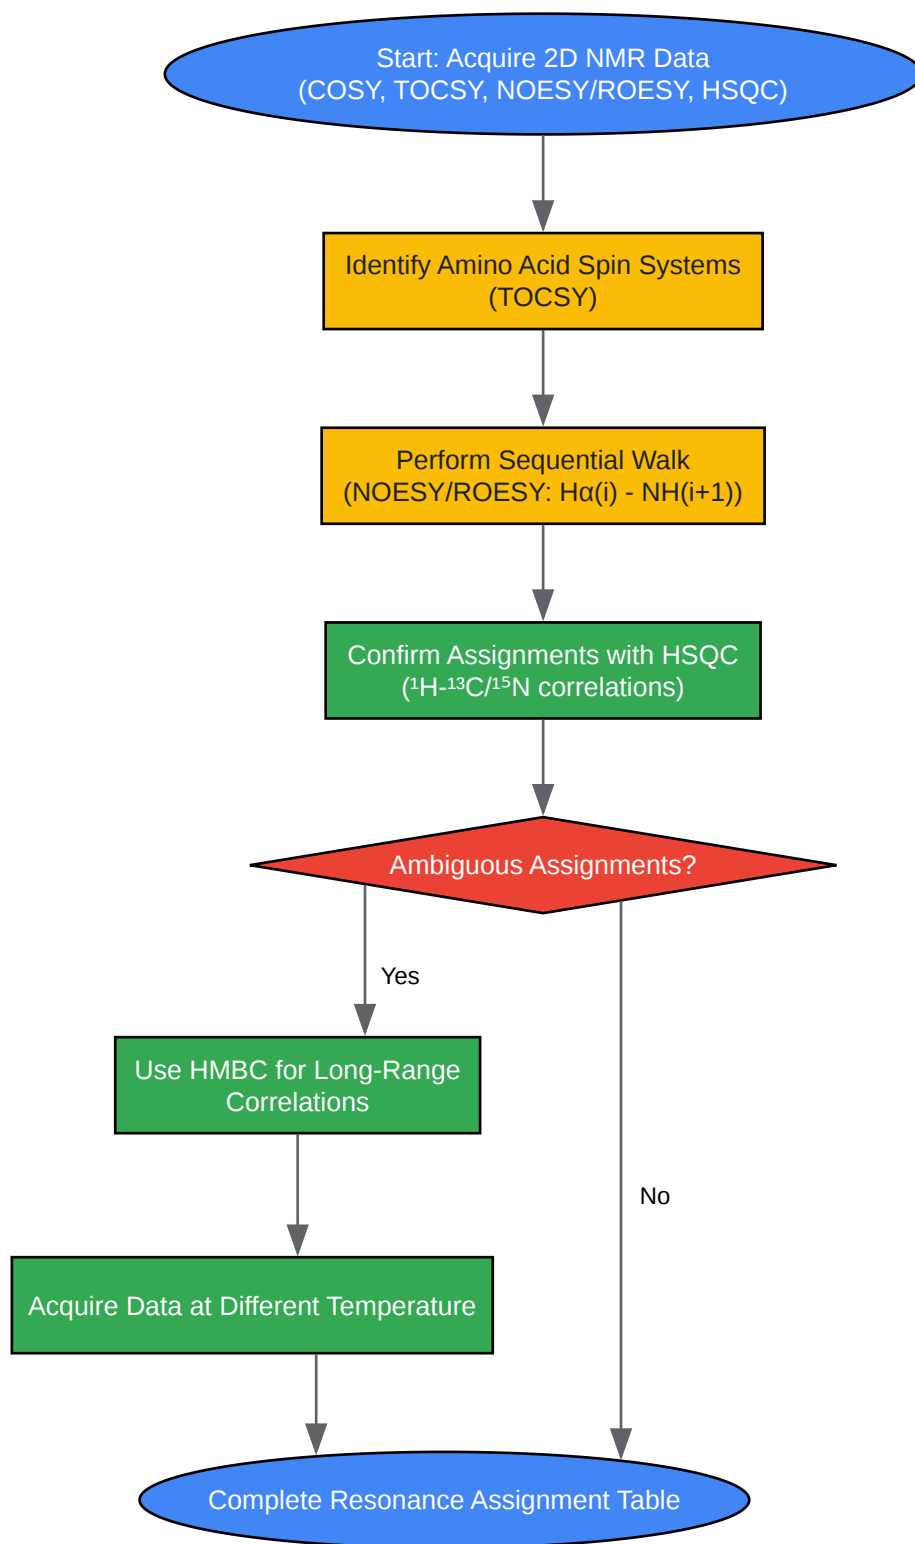 Start: Acquire 2D NMR Data
(COSY, TOCSY, NOESY/ROESY, HSQC)
Identify Amino Acid Spin Systems
(TOCSY)
Perform Sequential Walk
(NOESY/ROESY: Hα(i) - NH(i+1))
Confirm Assignments with HSQC
(¹H-¹³C/¹⁵N correlations)
Ambiguous Assignments?
Yes
Use HMBC for Long-Range
Correlations
No
Acquire Data at Different Temperature
Complete Resonance Assignment Table